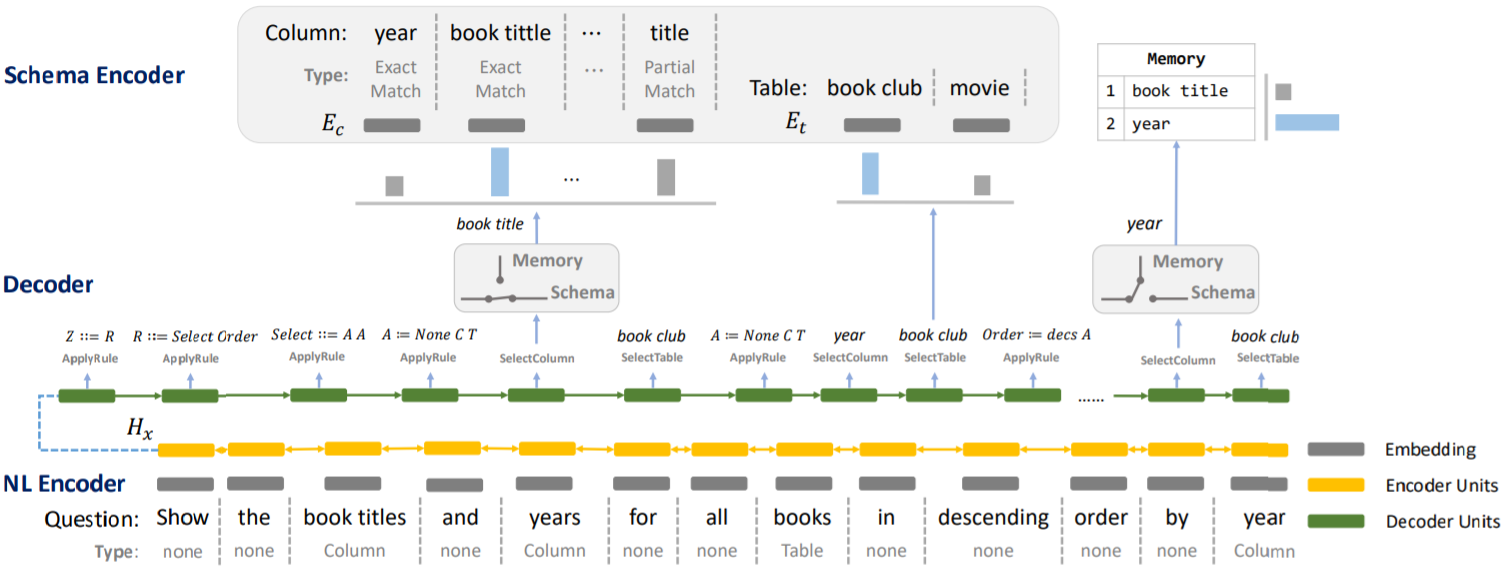 Schema Encoder
Column: year book tittle ... title
Type: Exact Match Exact Match ... Partial Match
E_c
Table: book club movie
E_t
Memory
1 book title
2 year
...
book title
year
Memory
Schema
Memory
Schema
Decoder
Z ::= R R ::= Select Order Select ::= A A A ::= None C T book club A ::= None C T year book club Order ::= decs A book club
ApplyRule ApplyRule ApplyRule ApplyRule SelectColumn SelectTable ApplyRule SelectColumn SelectTable ApplyRule SelectColumn SelectTable
......
H_x
NL Encoder
Question: Show the book titles and years for all books in descending order by year
Type: none none Column none Column none none Table none none none none Column
Embedding
Encoder Units
Decoder Units